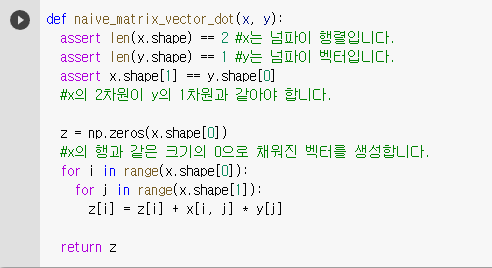 def naive_matrix_vector_dot(x, y):
  assert len(x.shape) == 2 #x는 넘파이 행렬입니다.
  assert len(y.shape) == 1 #y는 넘파이 벡터입니다.
  assert x.shape[1] == y.shape[0]
  #x의 2차원이 y의 1차원과 같아야 합니다.

  z = np.zeros(x.shape[0])
  #x의 행과 같은 크기의 0으로 채워진 벡터를 생성합니다.
  for i in range(x.shape[0]):
    for j in range(x.shape[1]):
      z[i] = z[i] + x[i, j] * y[j]

  return z